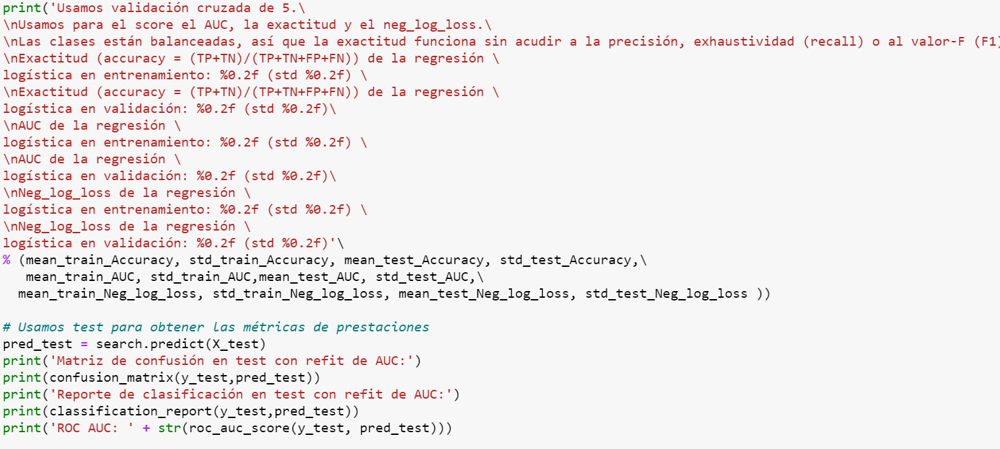 print('Usamos validación cruzada de 5.\
\nUsamos para el score el AUC, la exactitud y el neg_log_loss.\
\nLas clases están balanceadas, así que la exactitud funciona sin acudir a la precisión, exhaustividad (recall) o al valor-F (F1)
\nExactitud (accuracy = (TP+TN)/(TP+TN+FP+FN)) de la regresión \
logística en entrenamiento: %0.2f (std %0.2f) \
\nExactitud (accuracy = (TP+TN)/(TP+TN+FP+FN)) de la regresión \
logística en validación: %0.2f (std %0.2f)\
\nAUC de la regresión \
logística en entrenamiento: %0.2f (std %0.2f) \
\nAUC de la regresión \
logística en validación: %0.2f (std %0.2f)\
\nNeg_log_loss de la regresión \
logística en entrenamiento: %0.2f (std %0.2f) \
\nNeg_log_loss de la regresión \
logística en validación: %0.2f (std %0.2f)'\
% (mean_train_Accuracy, std_train_Accuracy, mean_test_Accuracy, std_test_Accuracy,\
   mean_train_AUC, std_train_AUC,mean_test_AUC, std_test_AUC,\
  mean_train_Neg_log_loss, std_train_Neg_log_loss, mean_test_Neg_log_loss, std_test_Neg_log_loss ))
# Usamos test para obtener las métricas de prestaciones
pred_test = search.predict(X_test)
print('Matriz de confusión en test con refit de AUC:')
print(confusion_matrix(y_test,pred_test))
print('Reporte de clasificación en test con refit de AUC:')
print(classification_report(y_test,pred_test))
print('ROC AUC: ' + str(roc_auc_score(y_test, pred_test)))